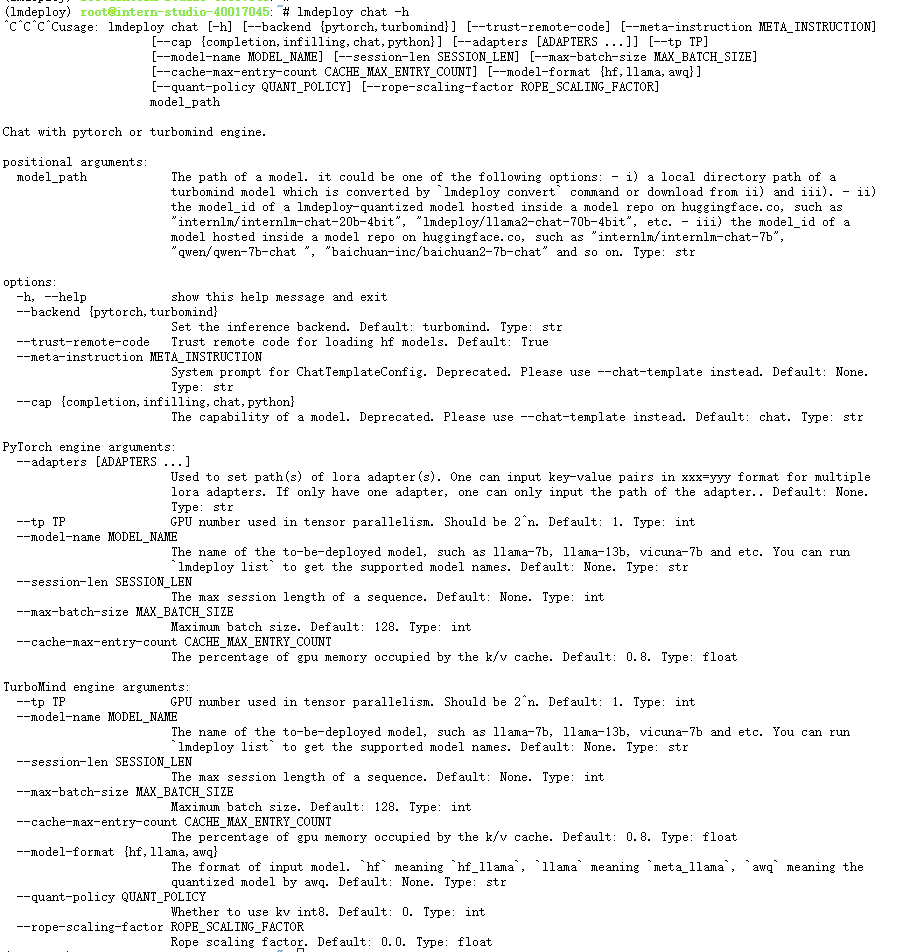 (lmdeploy) root@intern-studio-40017045:~# lmdeploy chat -h
^C^C^C^Cusage: lmdeploy chat [-h] [--backend {pytorch,turbomind}] [--trust-remote-code] [--meta-instruction META_INSTRUCTION]
[--cap {completion,infilling,chat,python}] [--adapters [ADAPTERS ...]] [--tp TP]
[--model-name MODEL_NAME] [--session-len SESSION_LEN] [--max-batch-size MAX_BATCH_SIZE]
[--cache-max-entry-count CACHE_MAX_ENTRY_COUNT] [--model-format {hf,llama,awq}]
[--quant-policy QUANT_POLICY] [--rope-scaling-factor ROPE_SCALING_FACTOR]
model_path
Chat with pytorch or turbomind engine.
positional arguments:
model_path The path of a model. it could be one of the following options: - i) a local directory path of a
turbomind model which is converted by `lmdeploy convert` command or download from ii) and iii). - ii)
the model_id of a lmdeploy-quantized model hosted inside a model repo on huggingface.co, such as
"internlm/internlm-chat-20b-4bit", "lmdeploy/llama2-chat-70b-4bit", etc. - iii) the model_id of a
model hosted inside a model repo on huggingface.co, such as "internlm/internlm-chat-7b",
"qwen/qwen-7b-chat ", "baichuan-inc/baichuan2-7b-chat" and so on. Type: str
options:
-h, --help show this help message and exit
--backend {pytorch,turbomind}
Set the inference backend. Default: turbomind. Type: str
--trust-remote-code Trust remote code for loading hf models. Default: True
--meta-instruction META_INSTRUCTION
System prompt for ChatTemplateConfig. Deprecated. Please use --chat-template instead. Default: None.
Type: str
--cap {completion,infilling,chat,python}
The capability of a model. Deprecated. Please use --chat-template instead. Default: chat. Type: str
PyTorch engine arguments:
--adapters [ADAPTERS ...]
Used to set path(s) of lora adapter(s). One can input key-value pairs in xxx=yyy format for multiple
lora adapters. If only have one adapter, one can only input the path of the adapter.. Default: None.
Type: str
--tp TP GPU number used in tensor parallelism. Should be 2^n. Default: 1. Type: int
--model-name MODEL_NAME
The name of the to-be-deployed model, such as llama-7b, llama-13b, vicuna-7b and etc. You can run
`lmdeploy list` to get the supported model names. Default: None. Type: str
--session-len SESSION_LEN
The max session length of a sequence. Default: None. Type: int
--max-batch-size MAX_BATCH_SIZE
Maximum batch size. Default: 128. Type: int
--cache-max-entry-count CACHE_MAX_ENTRY_COUNT
The percentage of gpu memory occupied by the k/v cache. Default: 0.8. Type: float
TurboMind engine arguments:
--tp TP GPU number used in tensor parallelism. Should be 2^n. Default: 1. Type: int
--model-name MODEL_NAME
The name of the to-be-deployed model, such as llama-7b, llama-13b, vicuna-7b and etc. You can run
`lmdeploy list` to get the supported model names. Default: None. Type: str
--session-len SESSION_LEN
The max session length of a sequence. Default: None. Type: int
--max-batch-size MAX_BATCH_SIZE
Maximum batch size. Default: 128. Type: int
--cache-max-entry-count CACHE_MAX_ENTRY_COUNT
The percentage of gpu memory occupied by the k/v cache. Default: 0.8. Type: float
--model-format {hf,llama,awq}
The format of input model. `hf` meaning `hf_llama`, `llama` meaning `meta_llama`, `awq` meaning the
quantized model by awq. Default: None. Type: str
--quant-policy QUANT_POLICY
Whether to use kv int8. Default: 0. Type: int
--rope-scaling-factor ROPE_SCALING_FACTOR
Rope scaling factor. Default: 0.0. Type: float